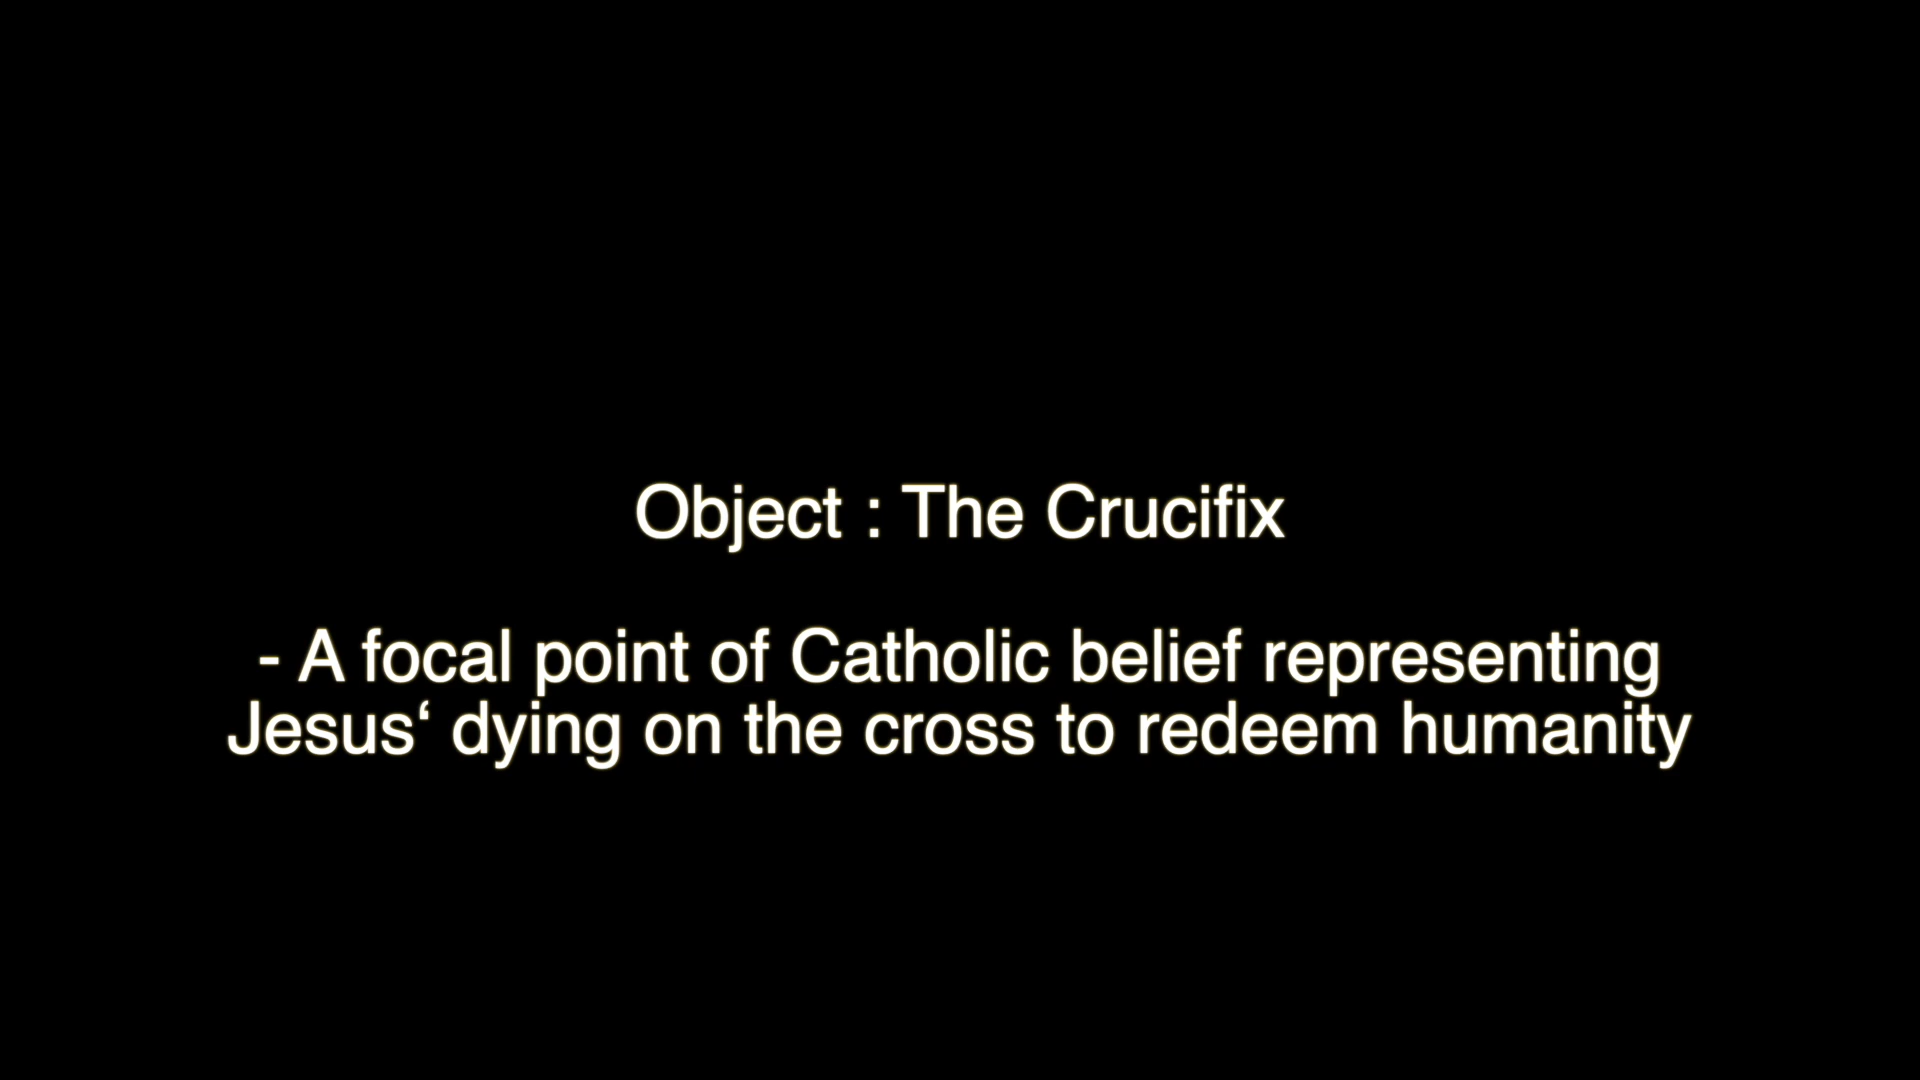 Object : The Crucifix
- A focal point of Catholic belief representing
Jesus‘ dying on the cross to redeem humanity